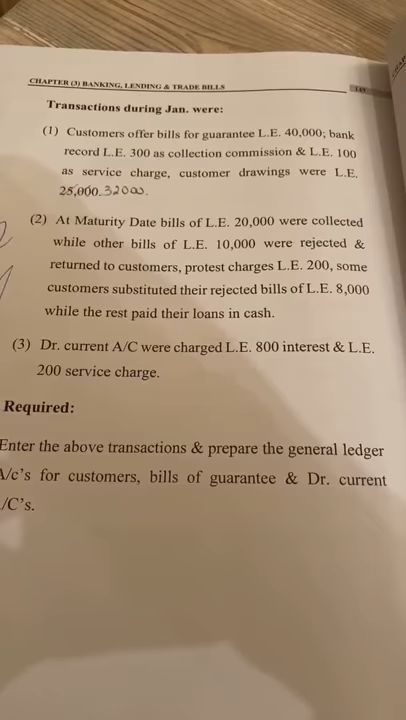 CHAPTER (3) BANKING, LENDING & TRADE BILLS
149
Transactions during Jan. were:
(1) Customers offer bills for guarantee L.E. 40,000; bank
record L.E. 300 as collection commission & L.E. 100
as service charge, customer drawings were L.E.
25,000. 32000.
(2) At Maturity Date bills of L.E. 20,000 were collected
while other bills of L.E. 10,000 were rejected &
returned to customers, protest charges L.E. 200, some
customers substituted their rejected bills of L.E. 8,000
while the rest paid their loans in cash.
(3) Dr. current A/C were charged L.E. 800 interest & L.E.
200 service charge.
Required:
Enter the above transactions & prepare the general ledger
A/c's for customers, bills of guarantee & Dr. current
/C's.